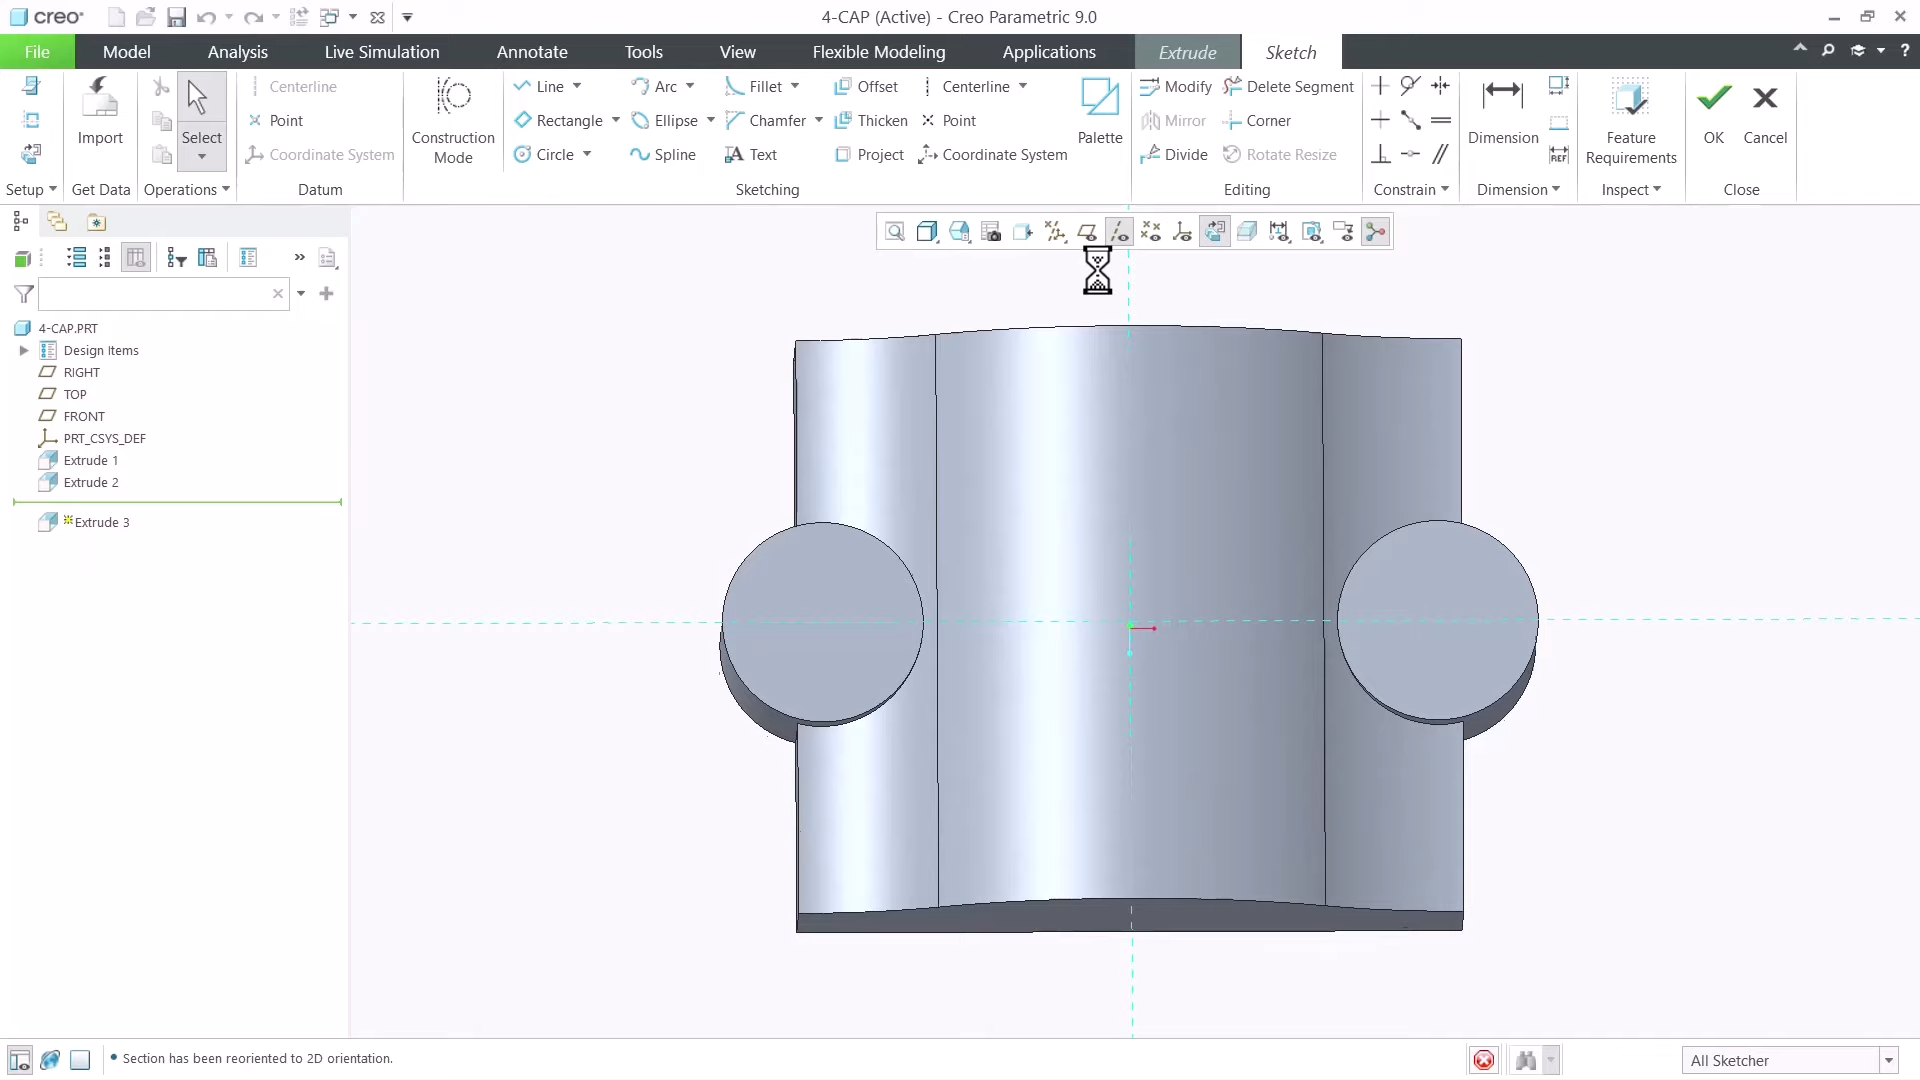 creo
4-CAP (Active) - Creo Parametric 9.0
File Model Analysis Live Simulation Annotate Tools View Flexible Modeling Applications Extrude Sketch
Centerline
Point
Coordinate System
Line Arc Fillet Offset Centerline
Rectangle Ellipse Chamfer Thicken Point
Circle Spline Text Project Coordinate System
Modify Delete Segment
Mirror Corner
Divide Rotate Resize
Import Select Construction Mode Palette Dimension Feature Requirements OK Cancel
REF
Setup Get Data Operations Datum Sketching Editing Constrain Dimension Inspect Close
4-CAP.PRT
Design Items
RIGHT
TOP
FRONT
PRT_CSYS_DEF
Extrude 1
Extrude 2
Extrude 3
Section has been reoriented to 2D orientation.
All Sketcher